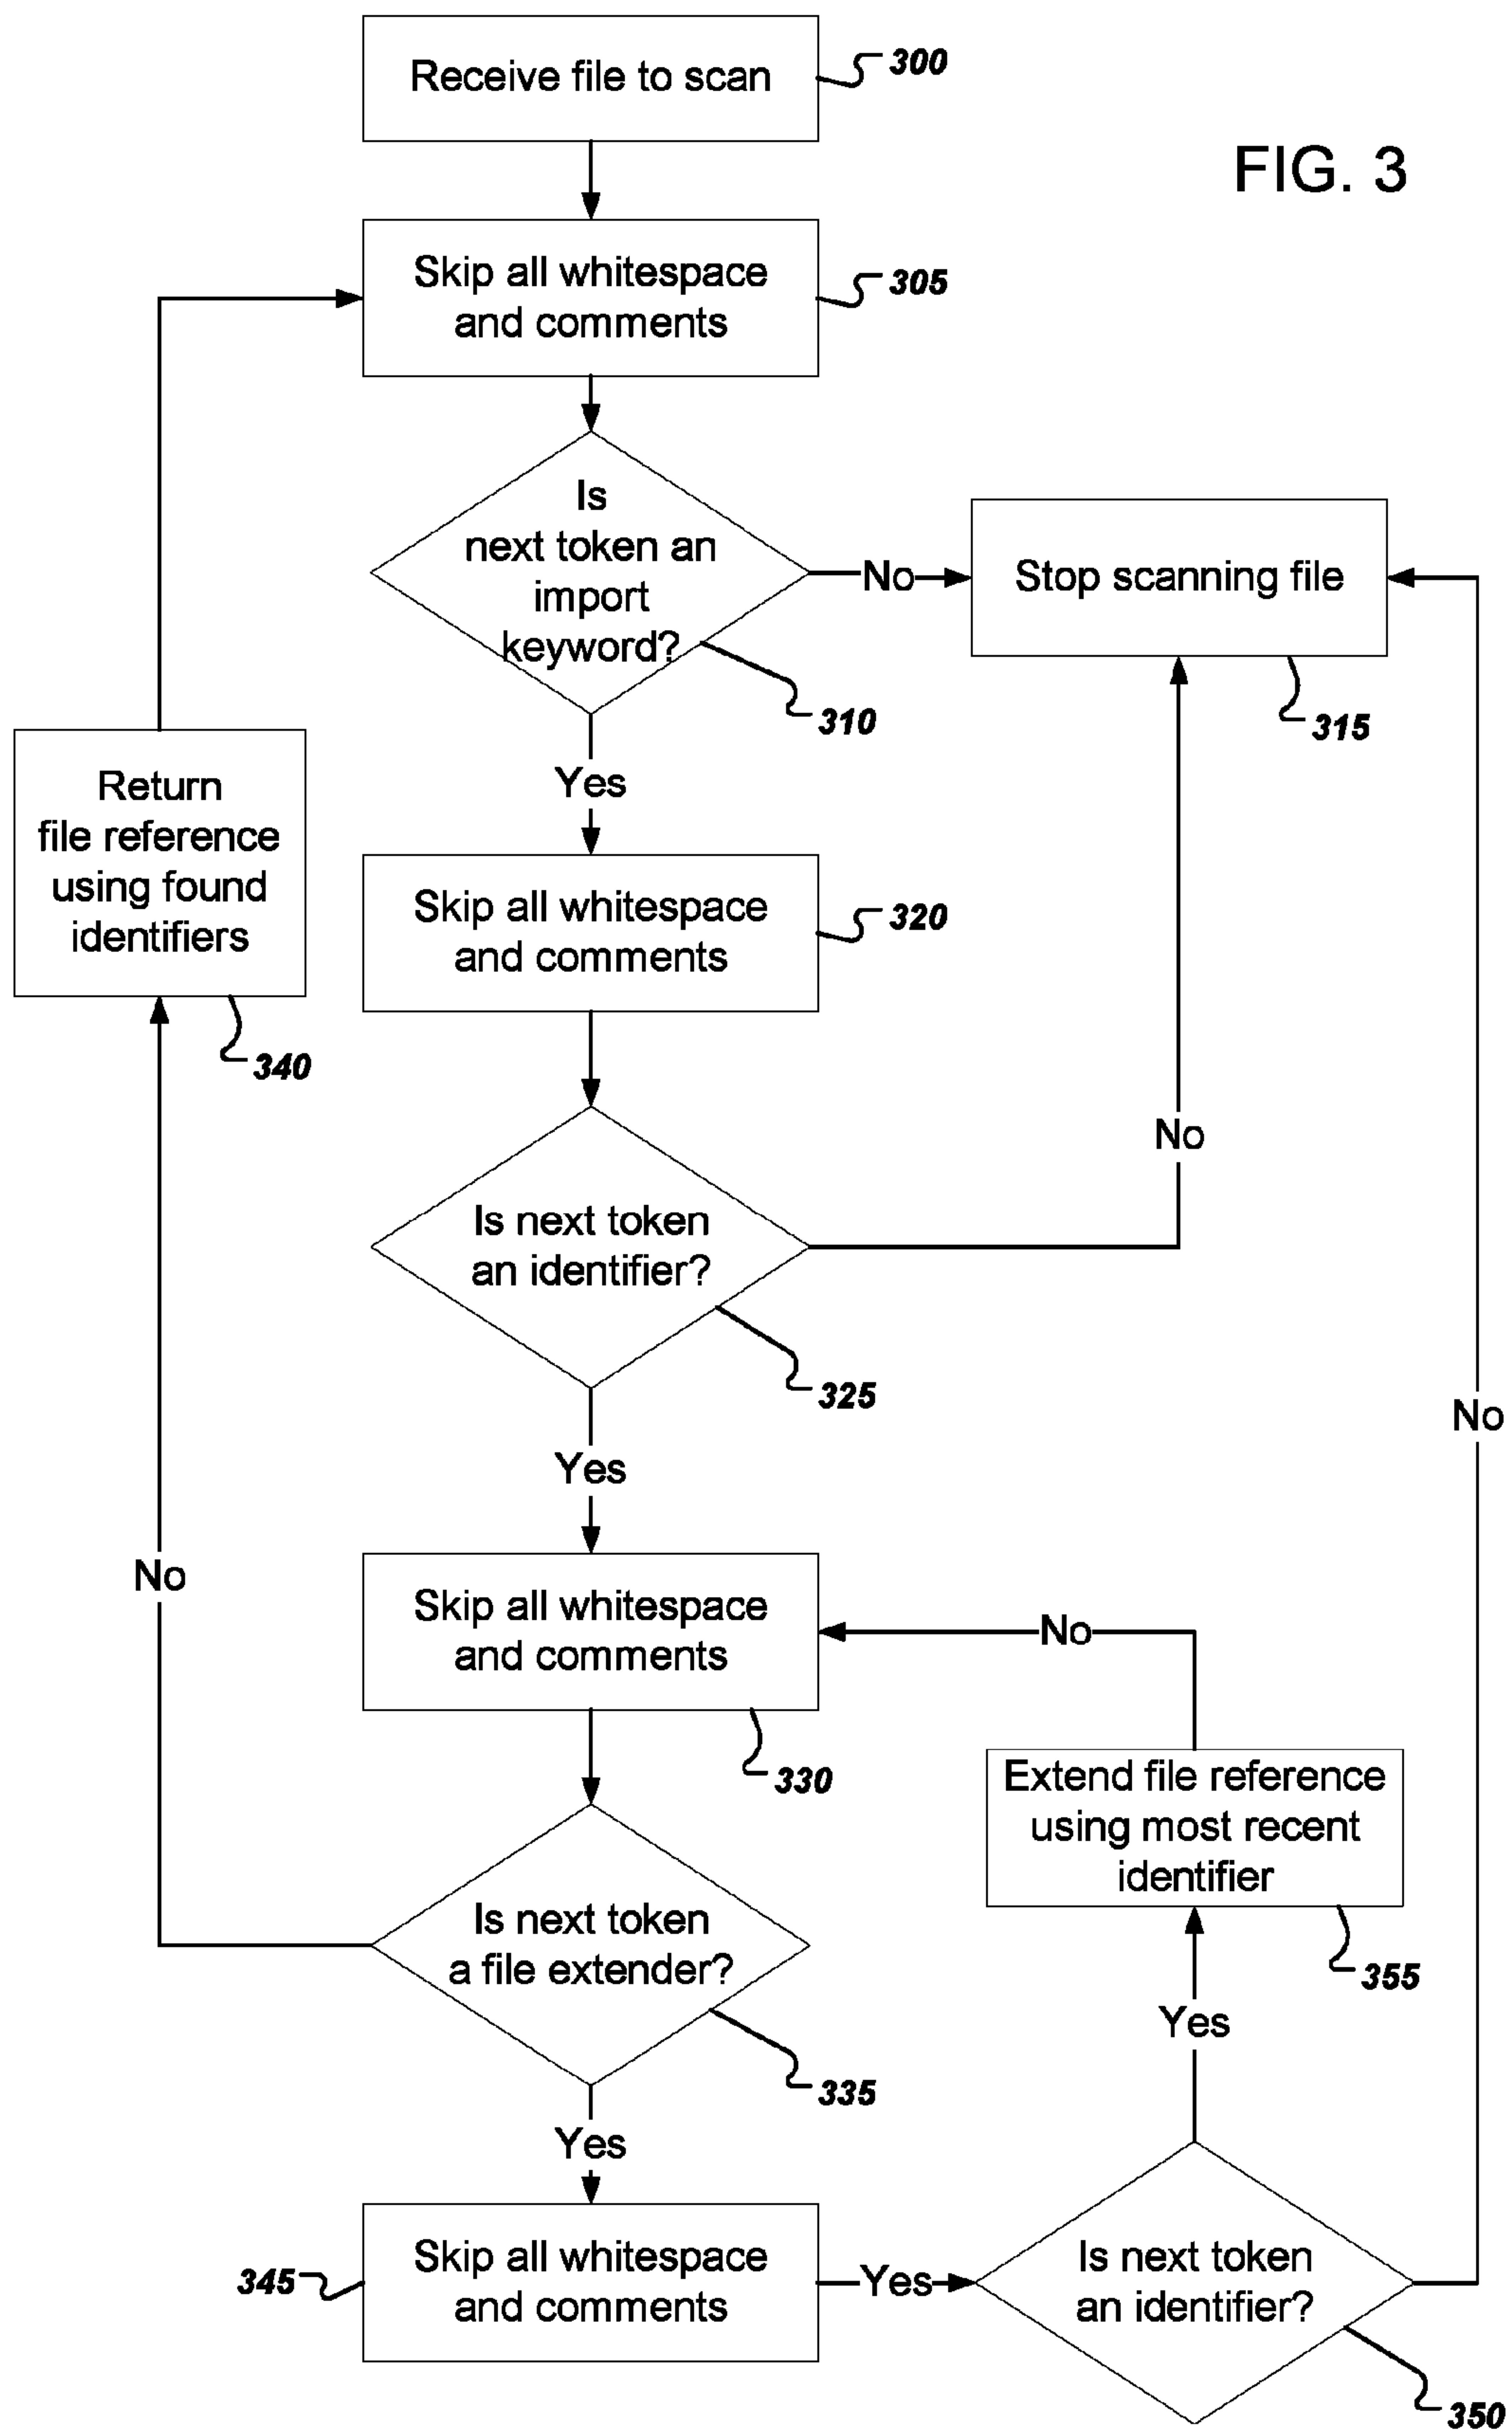 Receive file to scan
300
FIG. 3
Skip all whitespace
and comments
305
Is
next token an
import
keyword?
310
No
Stop scanning file
315
Yes
Return
file reference
using found
identifiers
340
Skip all whitespace
and comments
320
No
Is next token
an identifier?
325
No
Yes
No
Skip all whitespace
and comments
330
No
Extend file reference
using most recent
identifier
355
Is next token
a file extender?
335
Yes
Yes
Skip all whitespace
and comments
345
Yes
Is next token
an identifier?
350